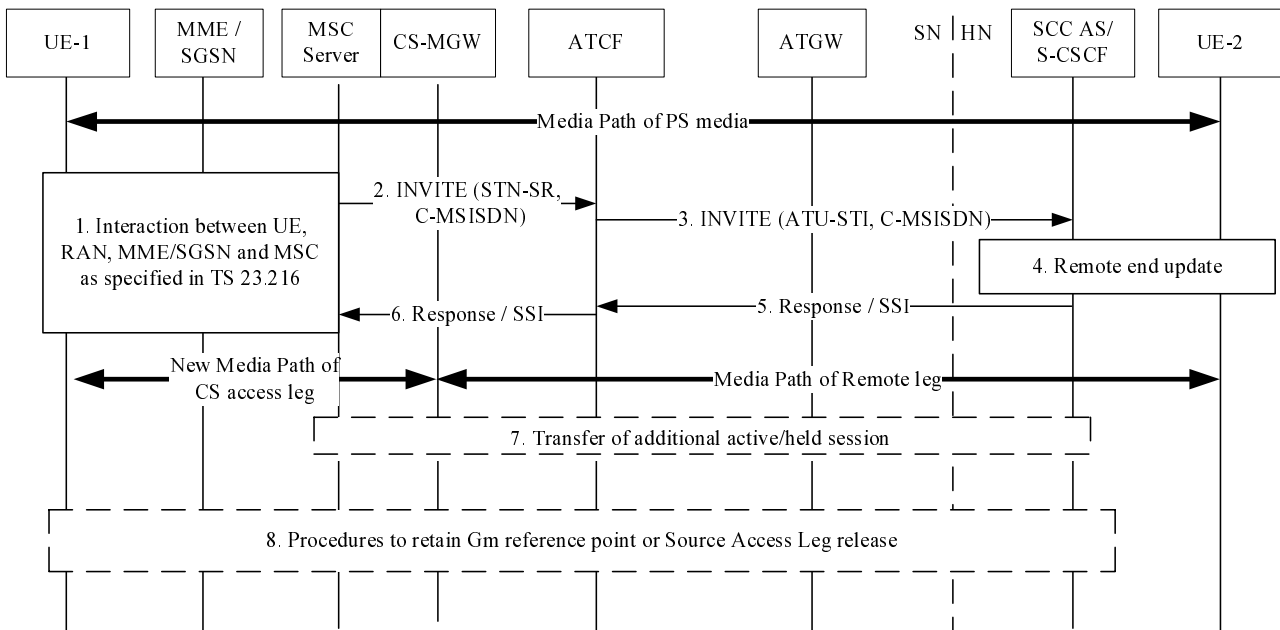 UE-1
MME /
SGSN
MSC
Server
CS-MGW
ATCF
ATGW
SN
HN
SCC AS/
S-CSCF
UE-2
Media Path of PS media
1. Interaction between UE,
RAN, MME/SGSN and MSC
as specified in TS 23.216
2. INVITE (STN-SR,
C-MSISDN)
3. INVITE (ATU-STI, C-MSISDN)
4. Remote end update
5. Response / SSI
6. Response / SSI
New Media Path of
CS access leg
Media Path of Remote leg
7. Transfer of additional active/held session
8. Procedures to retain Gm reference point or Source Access Leg release